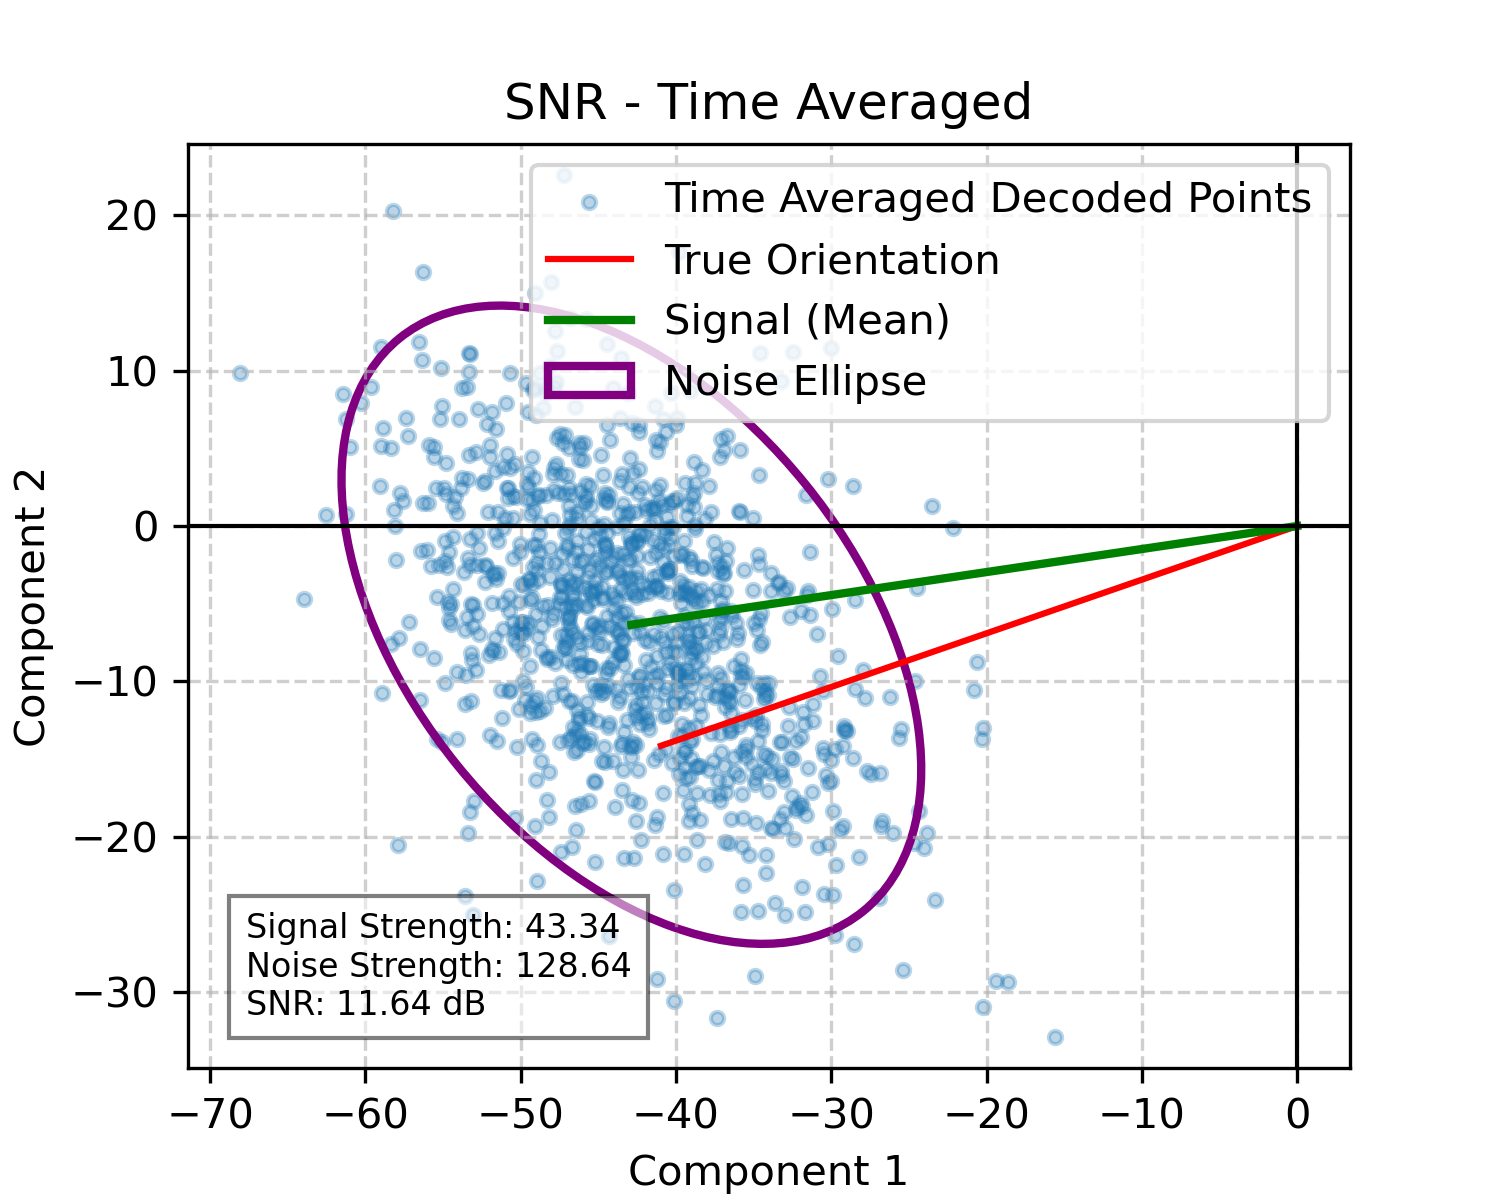 SNR - Time Averaged
Time Averaged Decoded Points
True Orientation
Signal (Mean)
Noise Ellipse
20
10
0
−10
−20
−30
Component 2
Signal Strength: 43.34
Noise Strength: 128.64
SNR: 11.64 dB
−70 −60 −50 −40 −30 −20 −10 0
Component 1